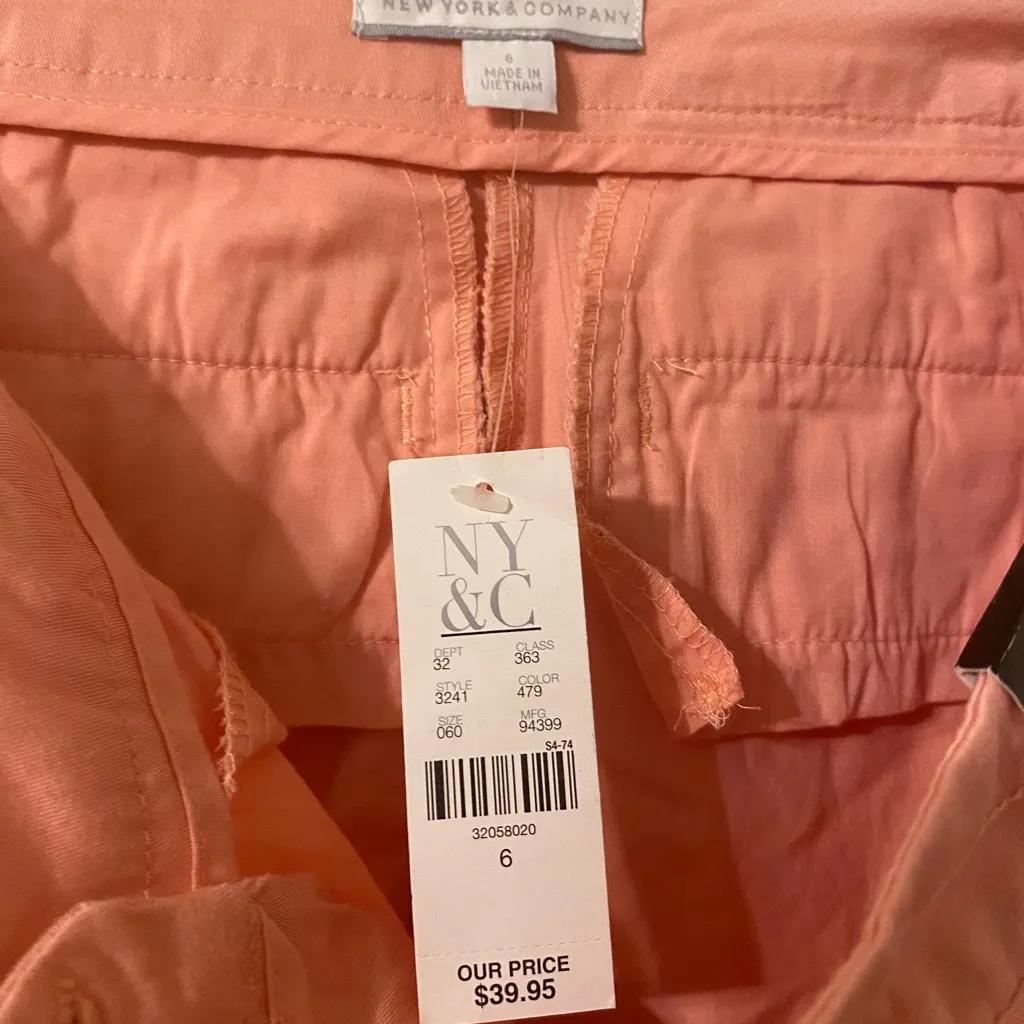 NEW YORK & COMPANY
6
MADE IN
VIETNAM
NY
&C
DEPT CLASS
32 363
STYLE COLOR
3241 479
SIZE MFG
060 94399
S4-74
32058020
6
OUR PRICE
$39.95